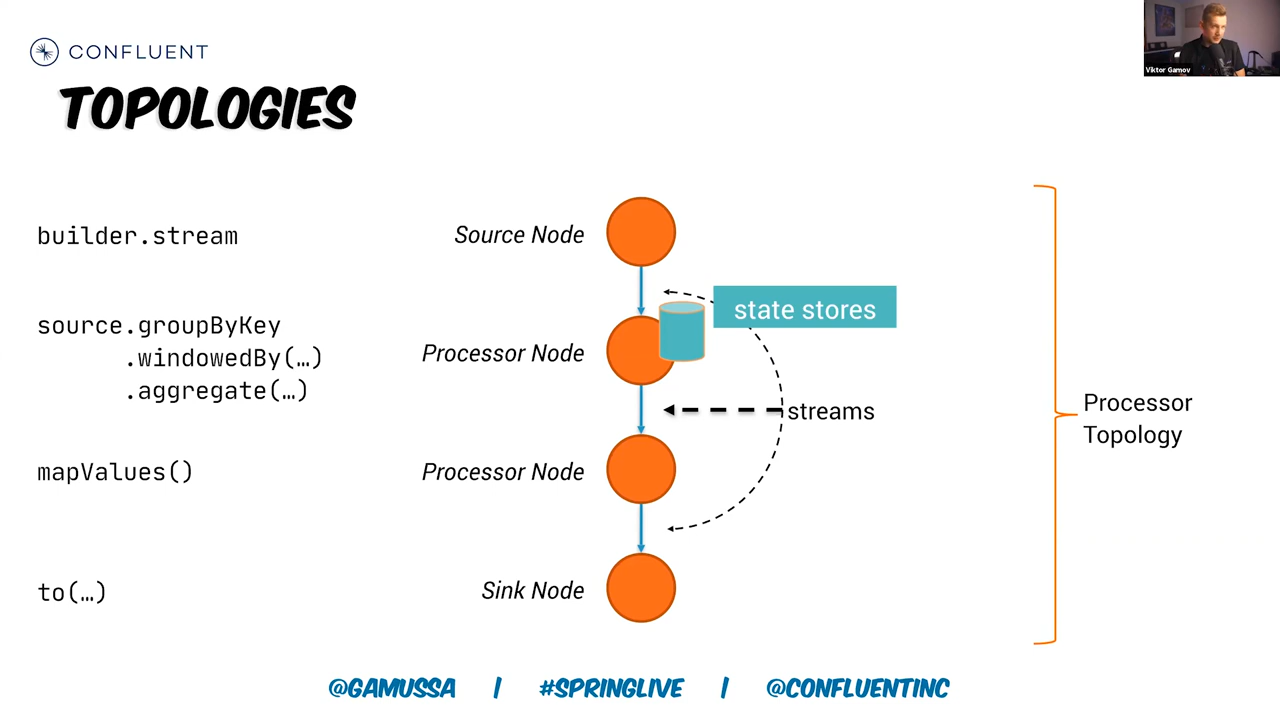 CONFLUENT
Viktor Gamov
TOPOLOGIES
builder.stream
Source Node
state stores
source.groupByKey
.windowedBy(…)
.aggregate(…)
Processor Node
streams
Processor
Topology
mapValues()
Processor Node
to(…)
Sink Node
@GAMUSSA | #SPRINGLIVE | @CONFLUENTINC